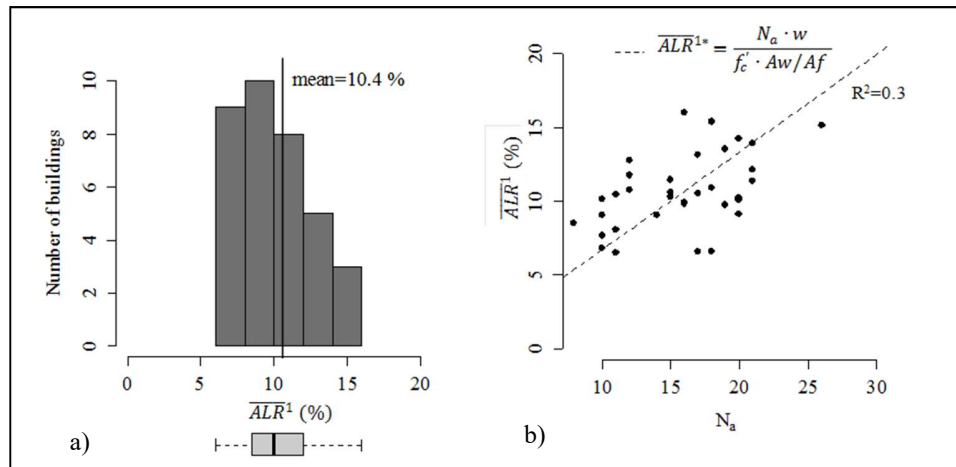 mean=10.4 %
Number of buildings
0 2 4 6 8 10
0 5 10 15 20
ALR¹ (%)
a)
ALR¹* = Nₐ · w / f′c · Aw/Af
R²=0.3
ALR¹ (%)
0 5 10 15 20
10 15 20 25 30
Nₐ
b)